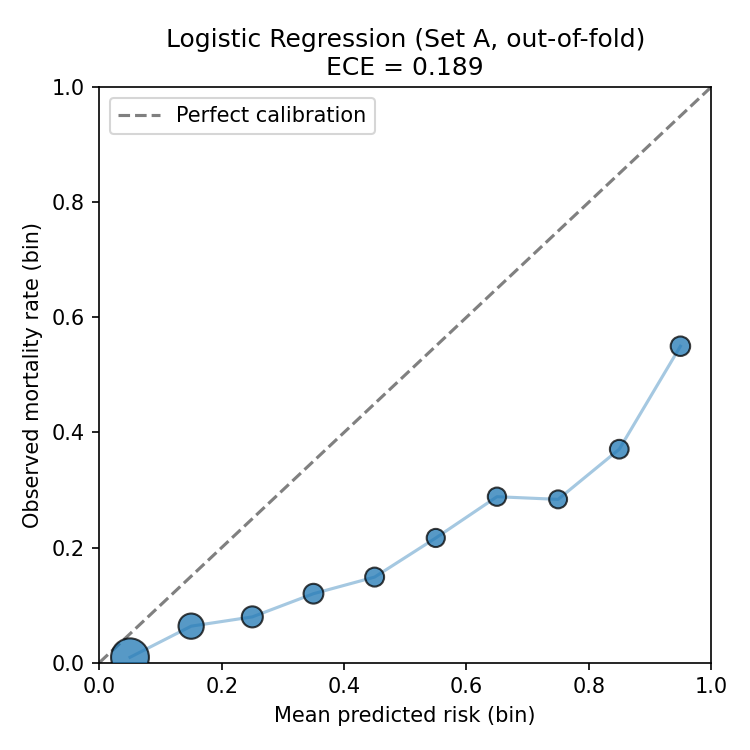 Logistic Regression (Set A, out-of-fold)
ECE = 0.189
Perfect calibration
Observed mortality rate (bin)
1.0
0.8
0.6
0.4
0.2
0.0
0.0 0.2 0.4 0.6 0.8 1.0
Mean predicted risk (bin)